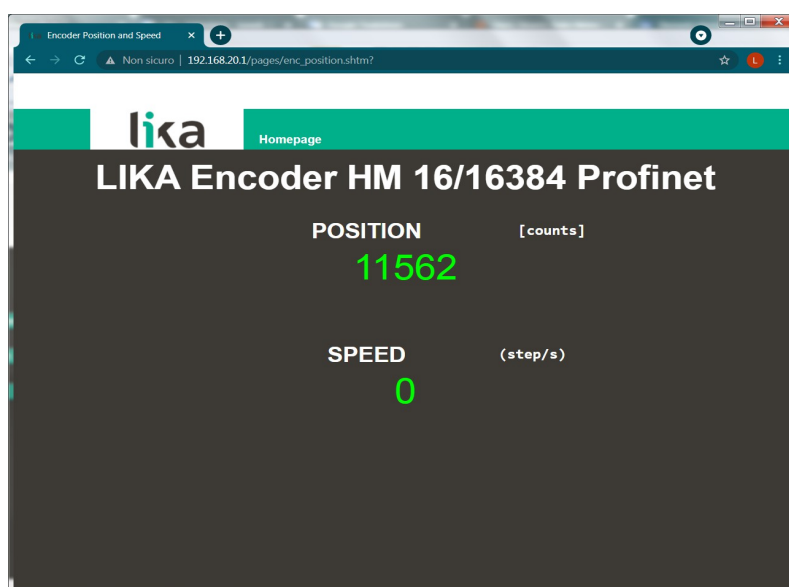 Encoder Position and Speed
Non sicuro | 192.168.20.1/pages/enc_position.shtm?
L
lika
Homepage
LIKA Encoder HM 16/16384 Profinet
POSITION [counts]
11562
SPEED (step/s)
0